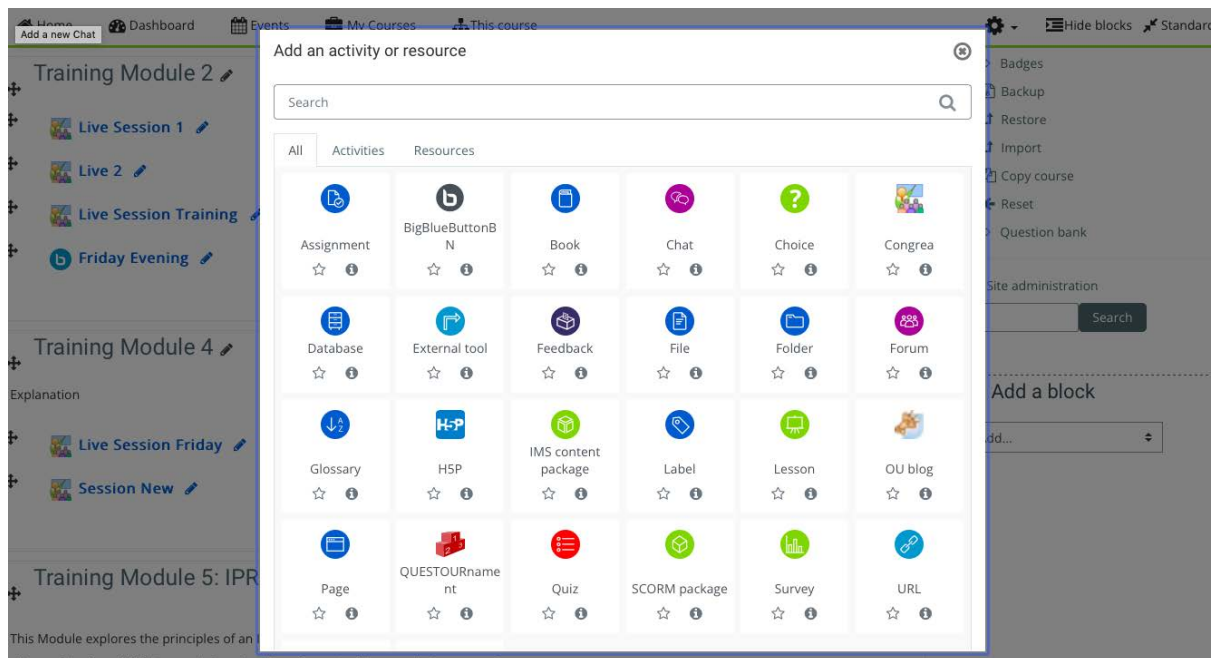 Home Dashboard Events My Courses This course Hide blocks Standard
Add a new Chat
Training Module 2
Live Session 1
Live 2
Live Session Training
Friday Evening
Training Module 4
Explanation
Live Session Friday
Session New
Training Module 5: IPR
This Module explores the principles of an
Add an activity or resource
Search
All Activities Resources
Assignment
BigBlueButtonB
N
Book
Chat
Choice
Congrea
Database
External tool
Feedback
File
Folder
Forum
Glossary
H5P
H5P
IMS content
package
Label
Lesson
OU blog
Page
QUESTOURname
nt
Quiz
SCORM package
Survey
URL
Badges
Backup
Restore
Import
Copy course
Reset
Question bank
Site administration
Search
Add a block
dd...